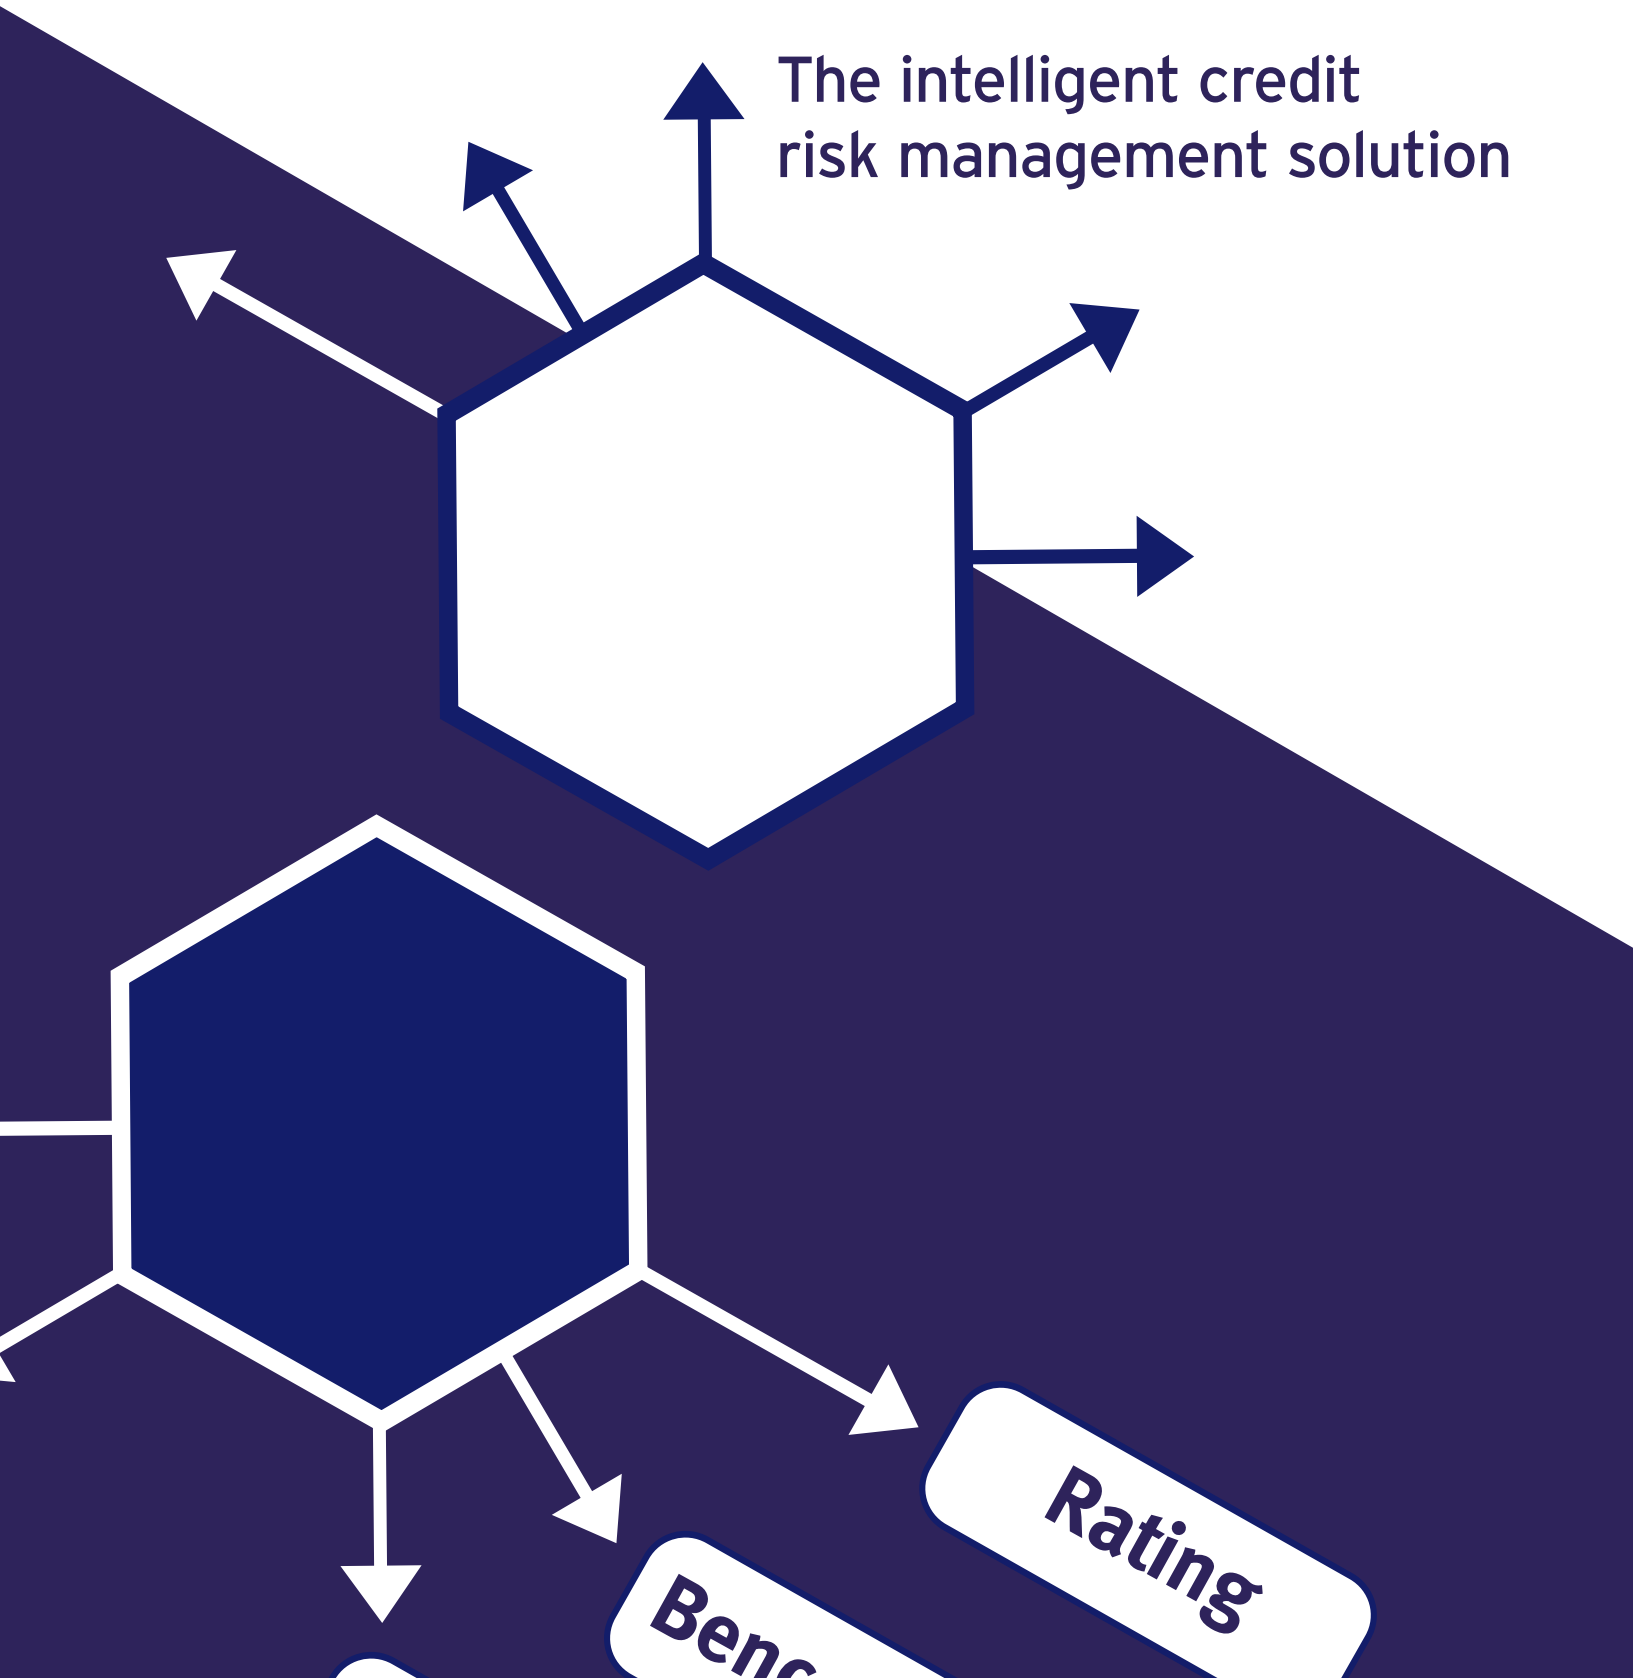 The intelligent credit
risk management solution
Rating